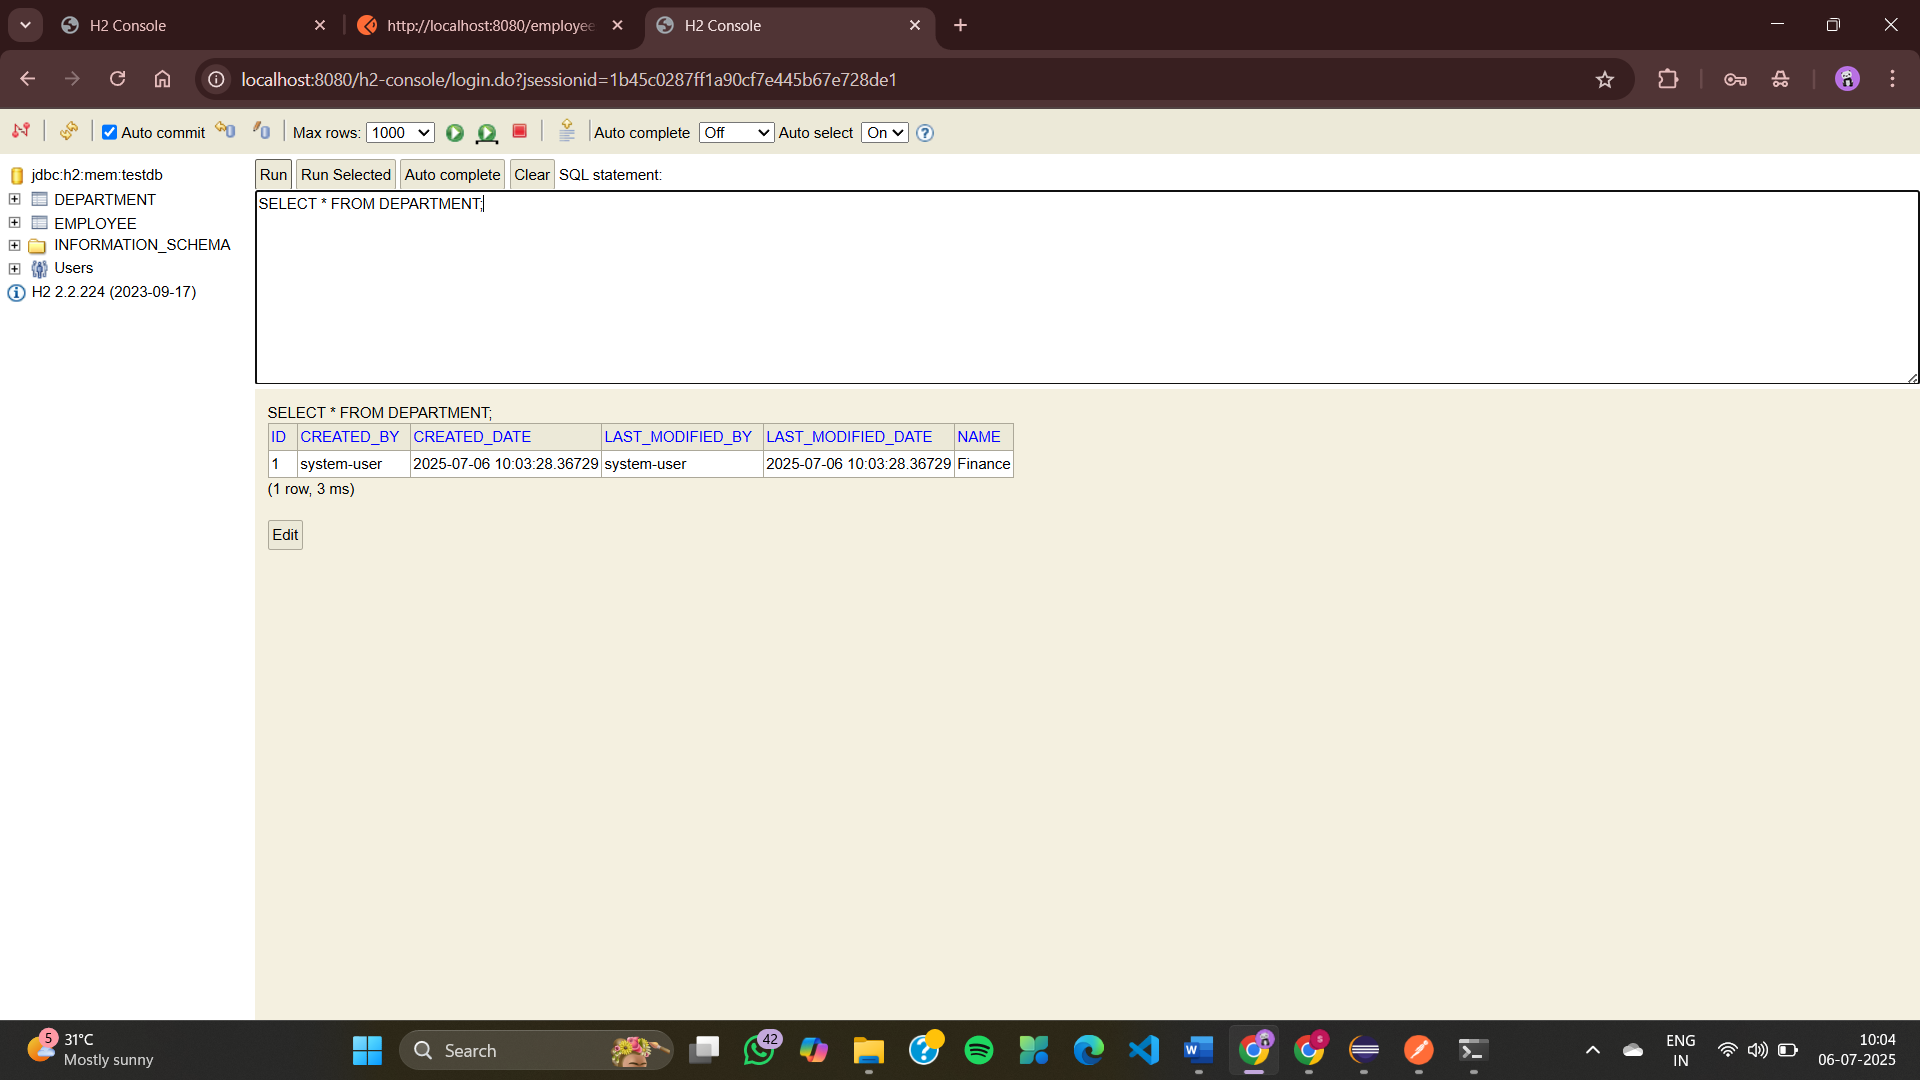 H2 Console
http://localhost:8080/employee
H2 Console
localhost:8080/h2-console/login.do?jsessionid=1b45c0287ff1a90cf7e445b67e728de1
Auto commit Max rows: 1000 Auto complete Off Auto select On
jdbc:h2:mem:testdb
DEPARTMENT
EMPLOYEE
INFORMATION_SCHEMA
Users
H2 2.2.224 (2023-09-17)
Run Run Selected Auto complete Clear SQL statement:
SELECT * FROM DEPARTMENT;
SELECT * FROM DEPARTMENT;
ID CREATED_BY CREATED_DATE LAST_MODIFIED_BY LAST_MODIFIED_DATE NAME
1 system-user 2025-07-06 10:03:28.36729 system-user 2025-07-06 10:03:28.36729 Finance
(1 row, 3 ms)
Edit
5
31°C
Mostly sunny
Search
42
S
ENG
IN
10:04
06-07-2025